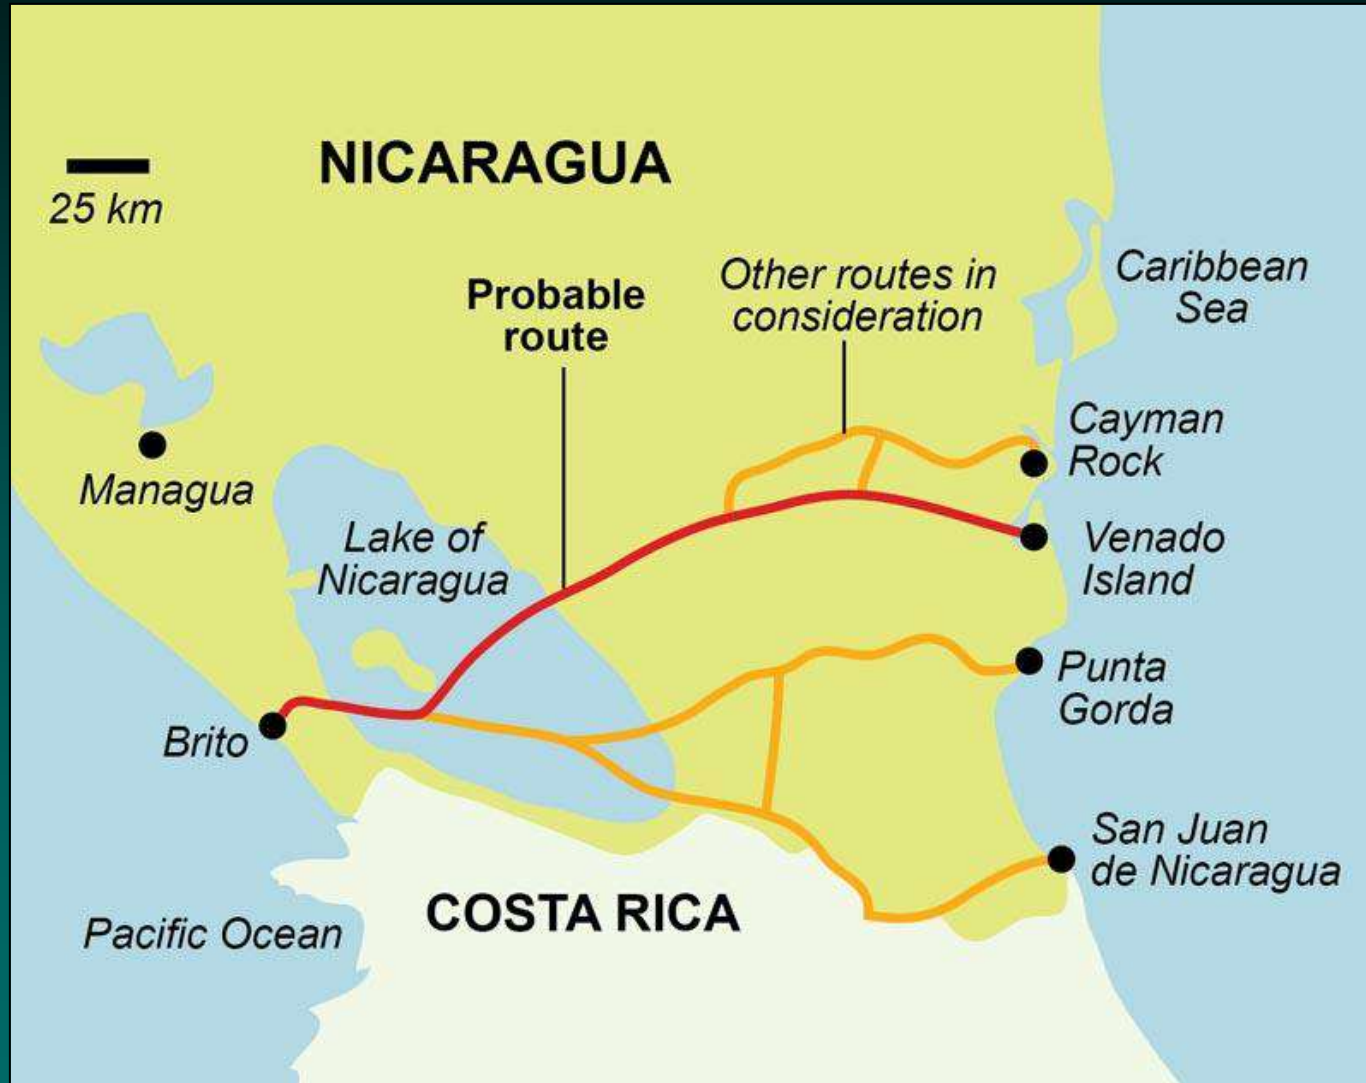 NICARAGUA
25 km
Probable
route
Other routes in
consideration
Caribbean
Sea
Cayman
Rock
Managua
Lake of
Nicaragua
Venado
Island
Punta
Gorda
Brito
San Juan
de Nicaragua
COSTA RICA
Pacific Ocean